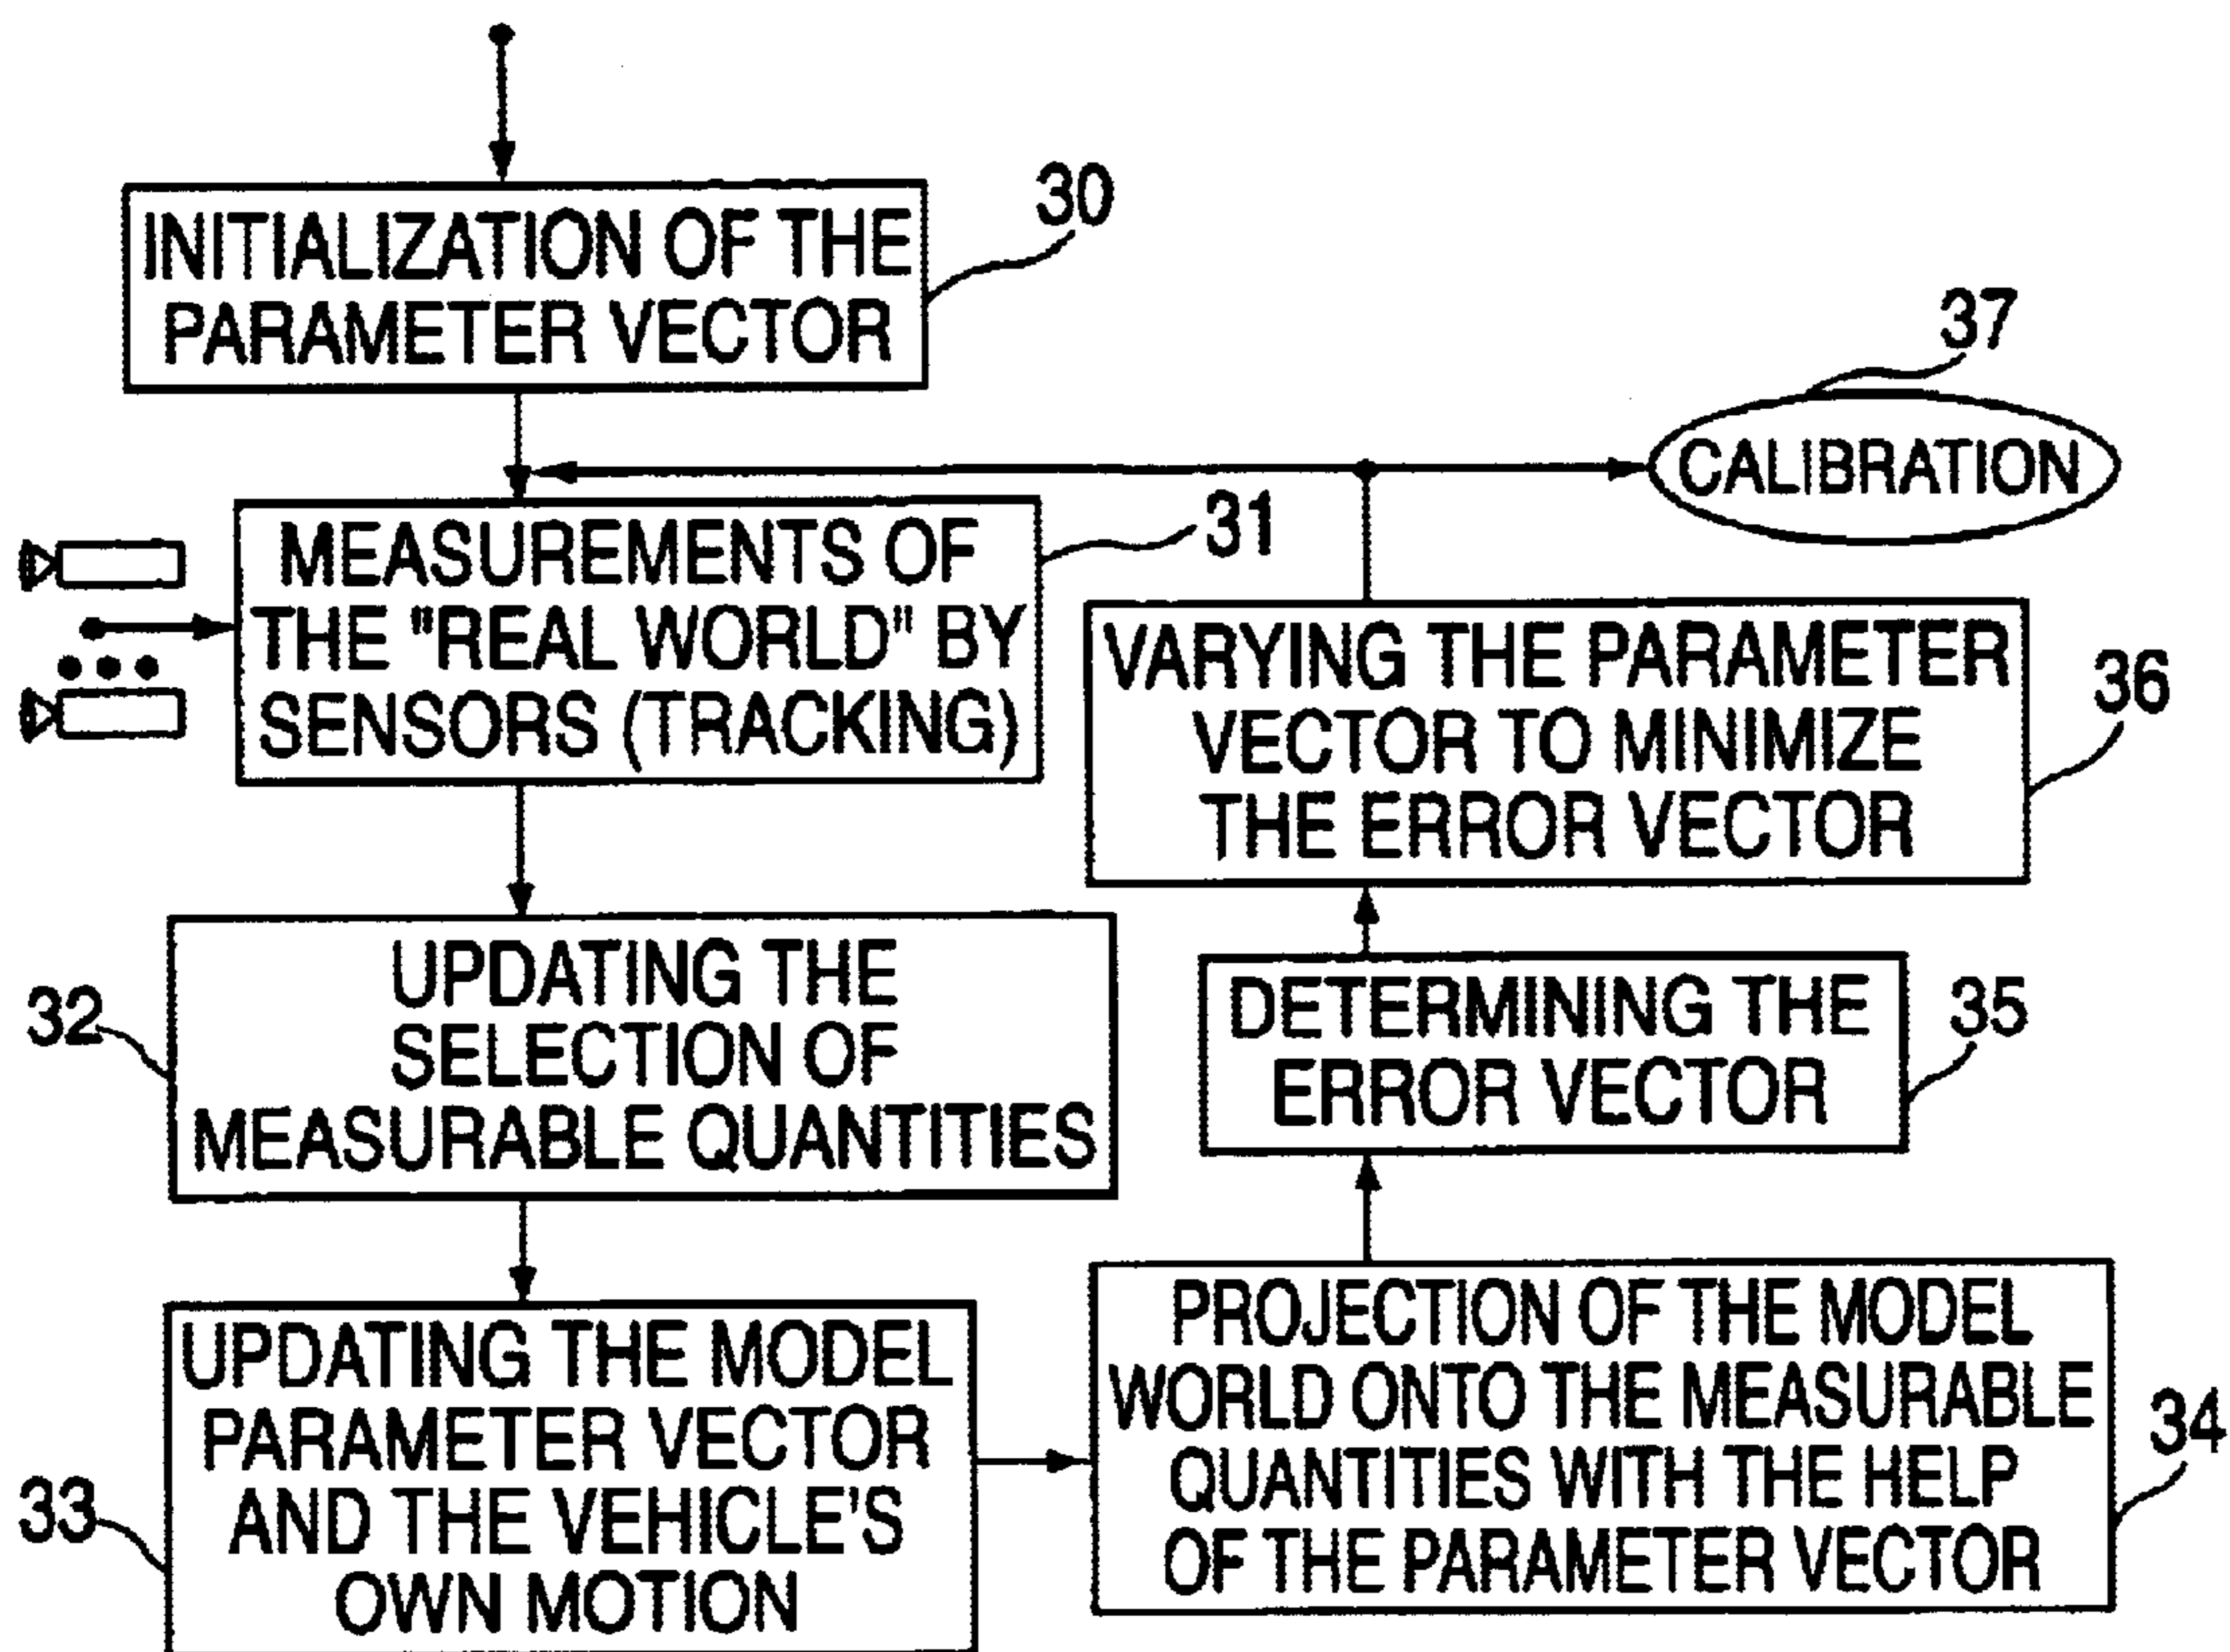 INITIALIZATION OF THE
PARAMETER VECTOR
30
37
CALIBRATION
MEASUREMENTS OF
THE "REAL WORLD" BY
SENSORS (TRACKING)
31
VARYING THE PARAMETER
VECTOR TO MINIMIZE
THE ERROR VECTOR
36
32
UPDATING THE
SELECTION OF
MEASURABLE QUANTITIES
DETERMINING THE
ERROR VECTOR
35
33
UPDATING THE MODEL
PARAMETER VECTOR
AND THE VEHICLE'S
OWN MOTION
PROJECTION OF THE MODEL
WORLD ONTO THE MEASURABLE
QUANTITIES WITH THE HELP
OF THE PARAMETER VECTOR
34